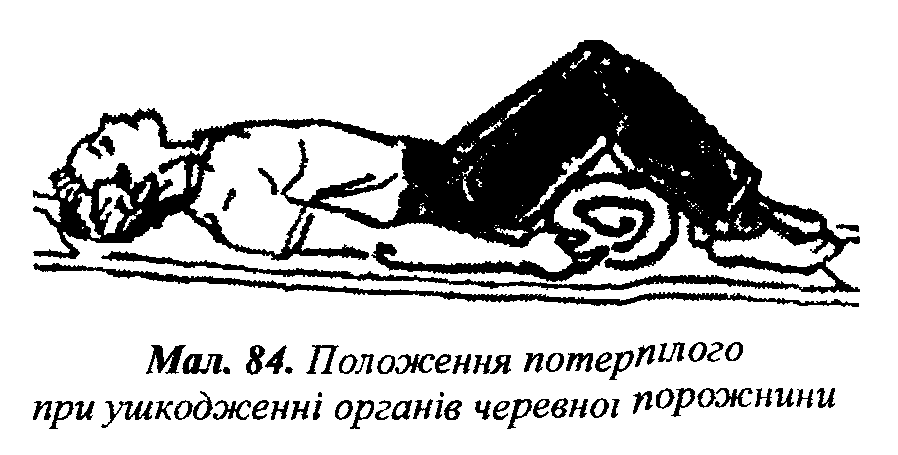 Мал. 84. Положення потерпілого
при ушкодженні органів черевної порожнини